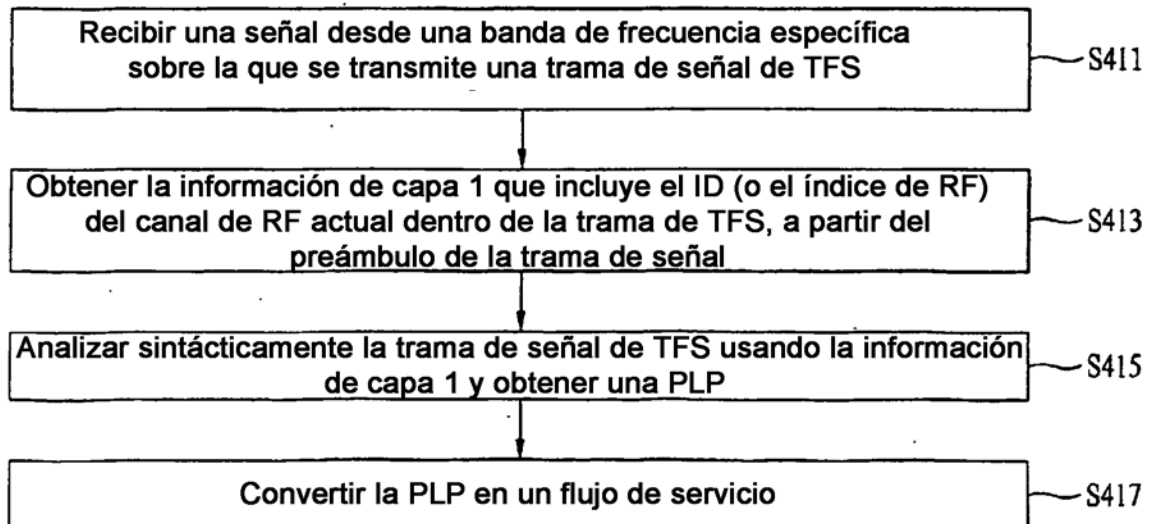 Recibir una señal desde una banda de frecuencia específica
sobre la que se transmite una trama de señal de TFS
S411
Obtener la información de capa 1 que incluye el ID (o el índice de RF)
del canal de RF actual dentro de la trama de TFS, a partir del
preámbulo de la trama de señal
S413
Analizar sintácticamente la trama de señal de TFS usando la información
de capa 1 y obtener una PLP
S415
Convertir la PLP en un flujo de servicio
S417